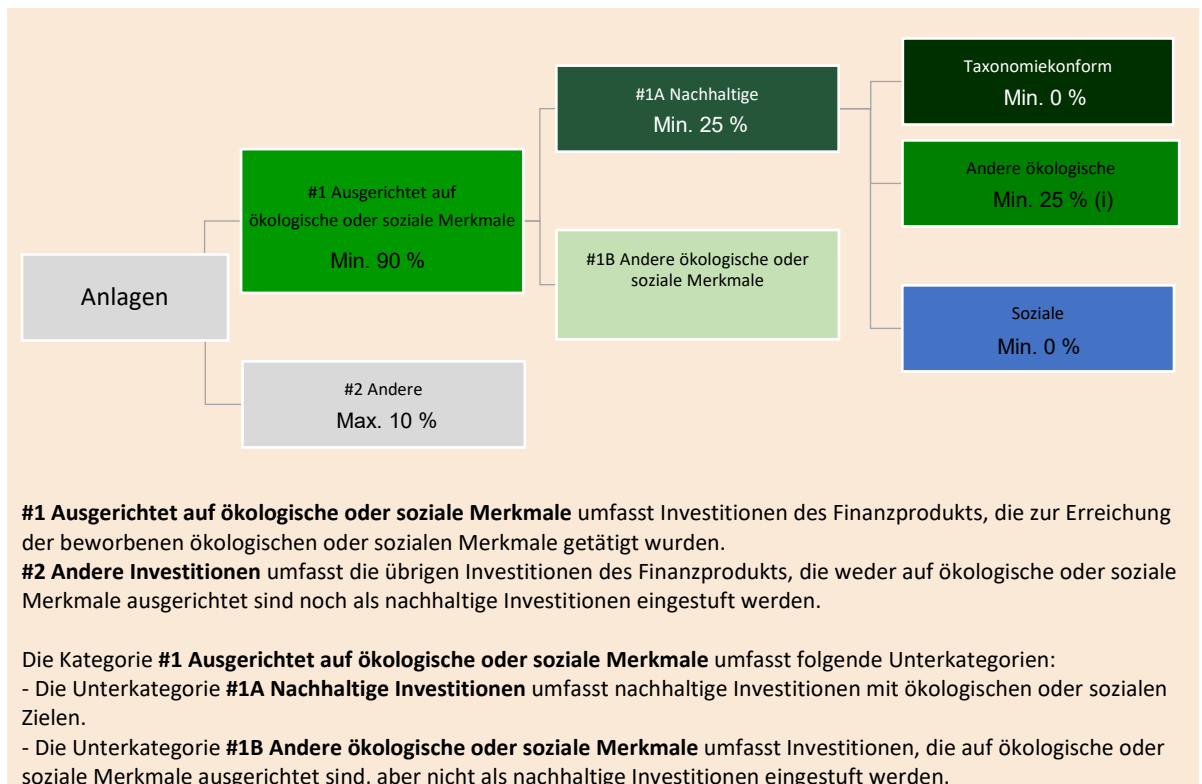 Anlagen
#1 Ausgerichtet auf
ökologische oder soziale Merkmale
Min. 90 %
#2 Andere
Max. 10 %
#1A Nachhaltige
Min. 25 %
#1B Andere ökologische oder
soziale Merkmale
Taxonomiekonform
Min. 0 %
Andere ökologische
Min. 25 % (i)
Soziale
Min. 0 %
#1 Ausgerichtet auf ökologische oder soziale Merkmale umfasst Investitionen des Finanzprodukts, die zur Erreichung
der beworbenen ökologischen oder sozialen Merkmale getätigt wurden.
#2 Andere Investitionen umfasst die übrigen Investitionen des Finanzprodukts, die weder auf ökologische oder soziale
Merkmale ausgerichtet sind noch als nachhaltige Investitionen eingestuft werden.
Die Kategorie #1 Ausgerichtet auf ökologische oder soziale Merkmale umfasst folgende Unterkategorien:
- Die Unterkategorie #1A Nachhaltige Investitionen umfasst nachhaltige Investitionen mit ökologischen oder sozialen
Zielen.
- Die Unterkategorie #1B Andere ökologische oder soziale Merkmale umfasst Investitionen, die auf ökologische oder
soziale Merkmale ausgerichtet sind, aber nicht als nachhaltige Investitionen eingestuft werden.